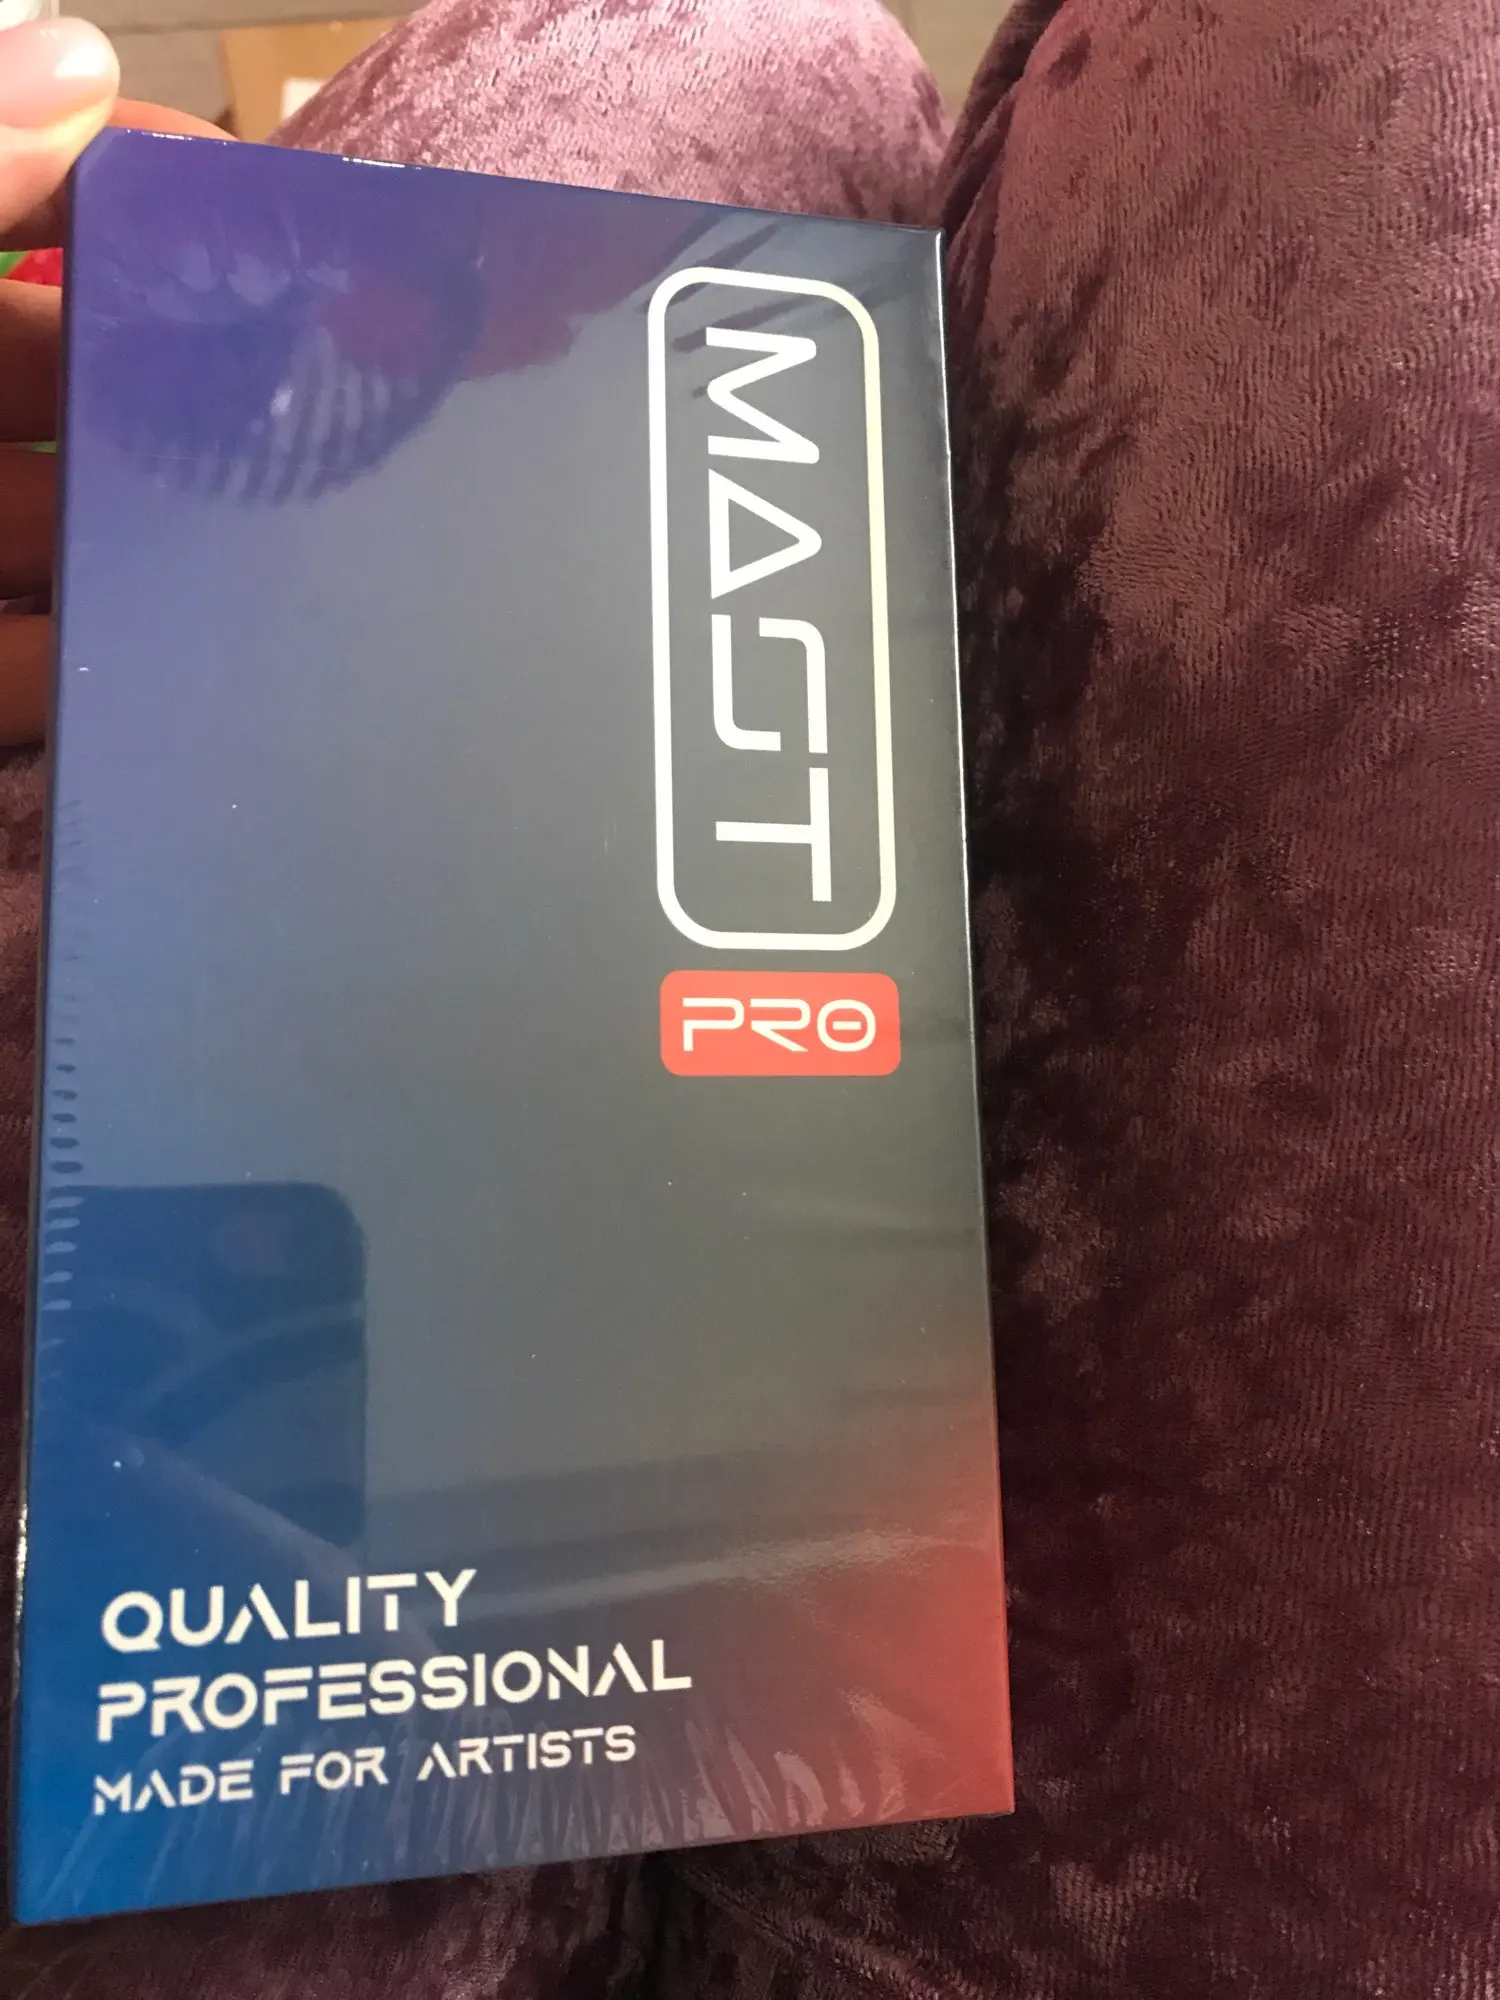 MAST
PRO
QUALITY
PROFESSIONAL
MADE FOR ARTISTS